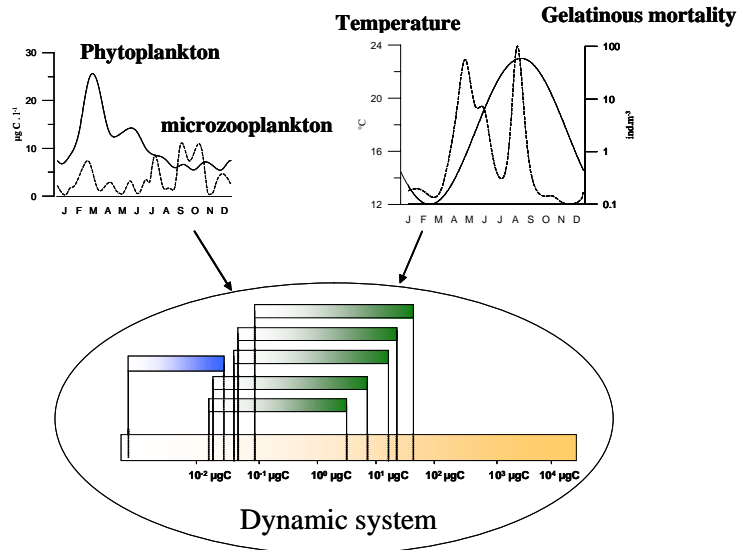 Gelatinous mortality
Temperature
Phytoplankton
microzooplankton
µg C . l-1
30
20
10
0
J F M A M J J A S O N D
°C
24
20
16
12
J F M A M J J A S O N D
100
10
1
0.1
ind.m³
10-2 µgC 10-1 µgC 10⁰ µgC 10¹ µgC 10² µgC 10³ µgC 10⁴ µgC
Dynamic system